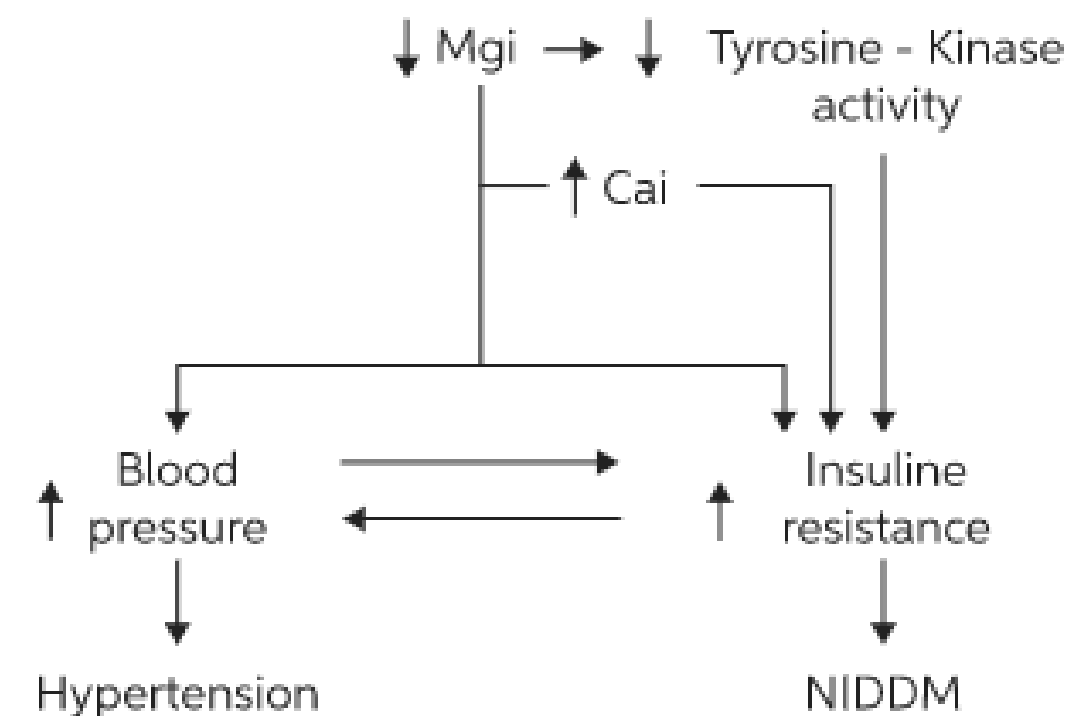 ↓ Mgi → ↓ Tyrosine - Kinase
activity
↑ Cai
Blood
↑ pressure
Insuline
↑ resistance
Hypertension
NIDDM